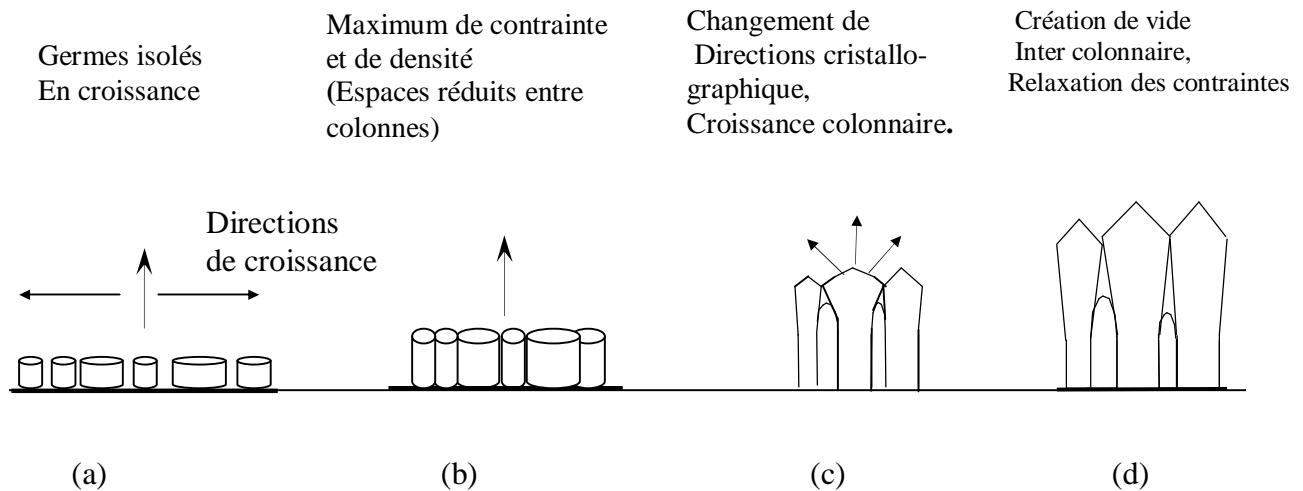 Germes isolés
En croissance
Maximum de contrainte
et de densité
(Espaces réduits entre
colonnes)
Changement de
Directions cristallo-
graphique,
Croissance colonnaire.
Création de vide
Inter colonnaire,
Relaxation des contraintes
Directions
de croissance
(a)
(b)
(c)
(d)